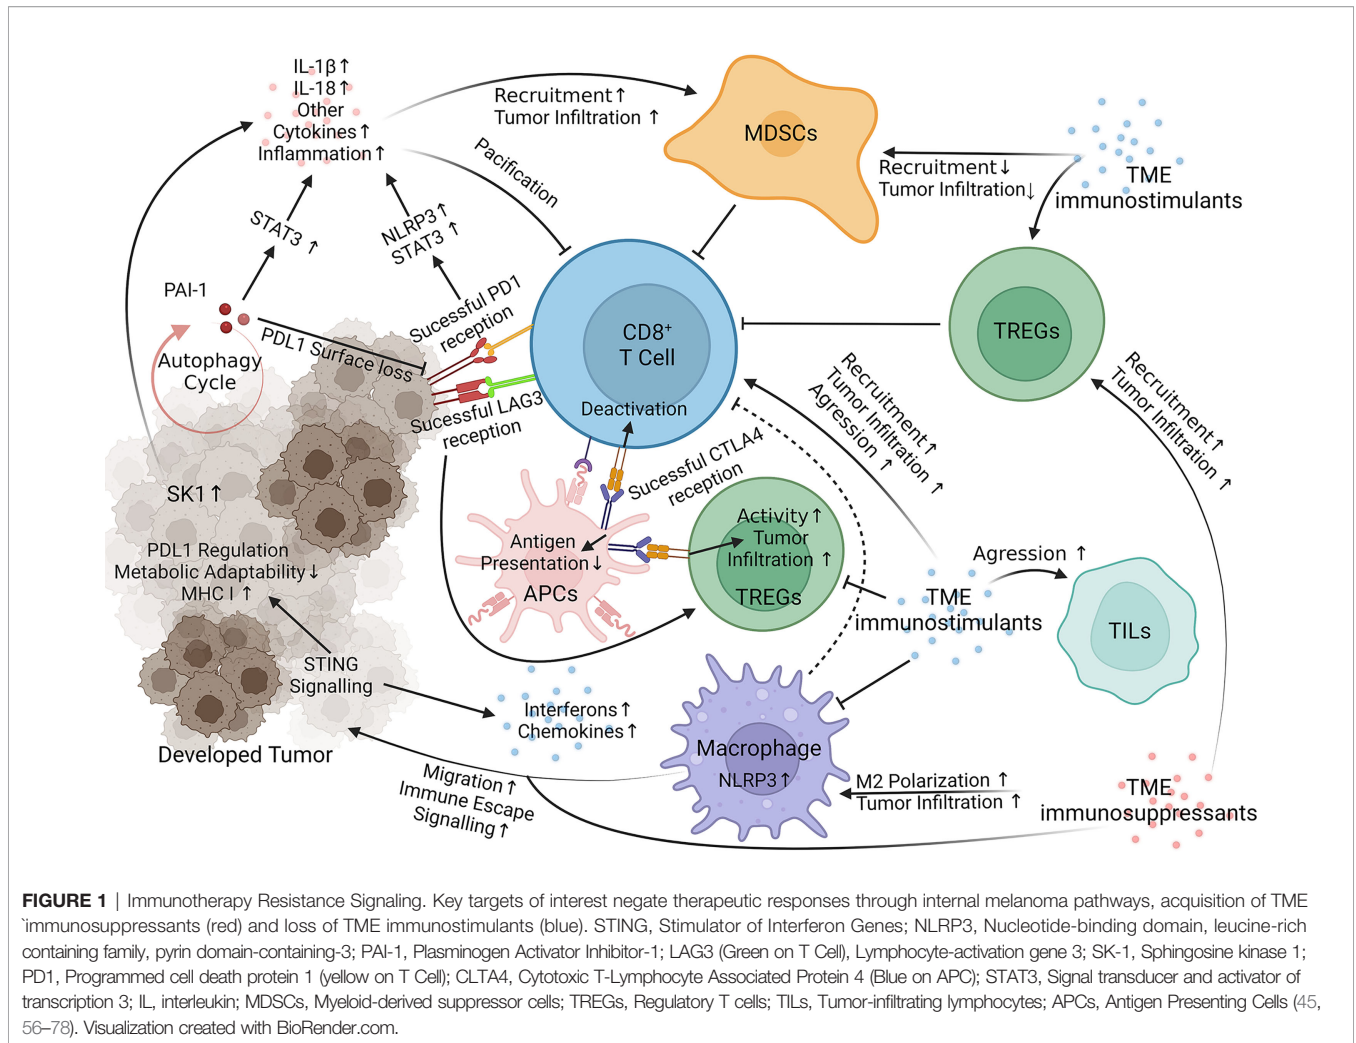 IL-1β↑
IL-18↑
Other
Cytokines↑
Inflammation↑
Recruitment↑
Tumor Infiltration ↑
MDSCs
Recruitment↓
Tumor Infiltration↓
TME
immunostimulants
Pacification
STAT3 ↑
NLRP3↑
STAT3 ↑
PAI-1
PDL1 Surface loss
Autophagy
Cycle
Sucessful PD1
reception
CD8+
T Cell
Deactivation
TREGs
Sucessful LAG3
reception
Sucessful CTLA4
reception
Recruitment↑
Tumor Infiltration↑
Agression ↑
Recruitment↑
Tumor Infiltration ↑
SK1↑
PDL1 Regulation
Metabolic Adaptability↓
MHC I ↑
Antigen
Presentation↓
APCs
Activity↑
Tumor
Infiltration ↑
TREGs
TME
immunostimulants
Agression ↑
TILs
STING
Signalling
Developed Tumor
Interferons↑
Chemokines↑
Migration↑
Immune Escape
Signalling↑
Macrophage
NLRP3↑
M2 Polarization ↑
Tumor Infiltration ↑
TME
immunosuppressants
FIGURE 1 | Immunotherapy Resistance Signaling. Key targets of interest negate therapeutic responses through internal melanoma pathways, acquisition of TME
`immunosuppressants (red) and loss of TME immunostimulants (blue). STING, Stimulator of Interferon Genes; NLRP3, Nucleotide-binding domain, leucine-rich
containing family, pyrin domain-containing-3; PAI-1, Plasminogen Activator Inhibitor-1; LAG3 (Green on T Cell), Lymphocyte-activation gene 3; SK-1, Sphingosine kinase 1;
PD1, Programmed cell death protein 1 (yellow on T Cell); CLTA4, Cytotoxic T-Lymphocyte Associated Protein 4 (Blue on APC); STAT3, Signal transducer and activator of
transcription 3; IL, interleukin; MDSCs, Myeloid-derived suppressor cells; TREGs, Regulatory T cells; TILs, Tumor-infiltrating lymphocytes; APCs, Antigen Presenting Cells (45,
56–78). Visualization created with BioRender.com.